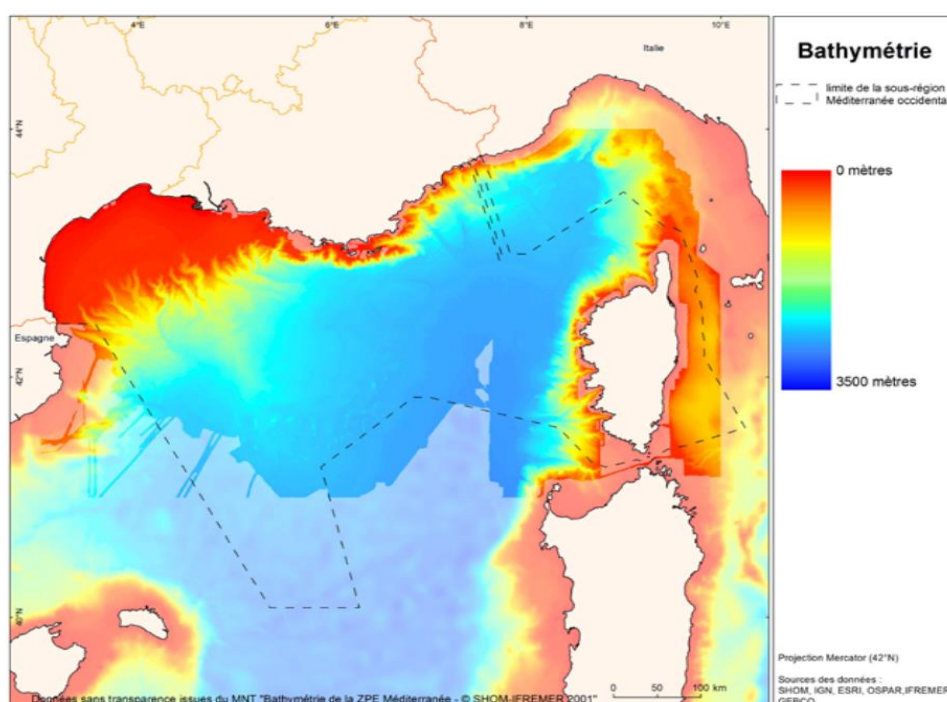 4°E
6°E
8°E
10°E
Italie
44°N
Espagne
42°N
40°N
Données sans transparence issues du MNT "Bathymétrie de la ZPE Méditerranée - © SHOM-IFREMER 2001"
0
50
100 km
Bathymétrie
limite de la sous-région
Méditerranée occidenta
0 mètres
3500 mètres
Projection Mercator (42°N)
Sources des données :
SHOM, IGN, ESRI, OSPAR,IFREMER
GEBCO